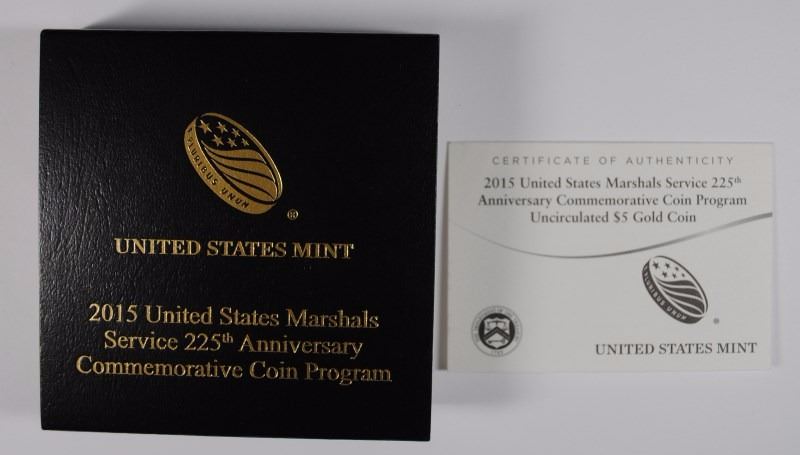 E PLURIBUS UNUM
®
UNITED STATES MINT
2015 United States Marshals
Service 225th Anniversary
Commemorative Coin Program
CERTIFICATE OF AUTHENTICITY
2015 United States Marshals Service 225th
Anniversary Commemorative Coin Program
Uncirculated $5 Gold Coin
E PLURIBUS UNUM
®
UNITED STATES MINT